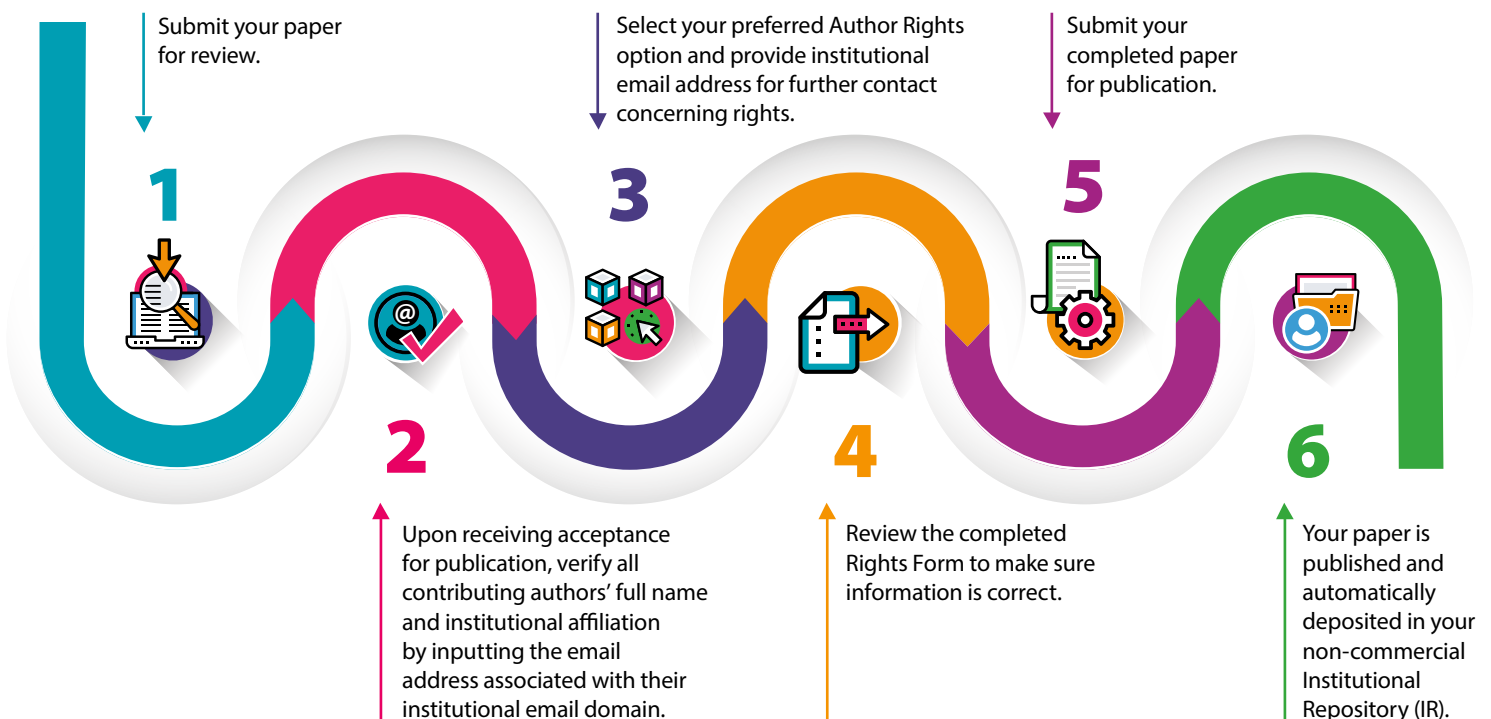 Submit your paper
for review.
1
2
Upon receiving acceptance
for publication, verify all
contributing authors’ full name
and institutional affiliation
by inputting the email
address associated with their
institutional email domain.
Select your preferred Author Rights
option and provide institutional
email address for further contact
concerning rights.
3
4
Review the completed
Rights Form to make sure
information is correct.
Submit your
completed paper
for publication.
5
6
Your paper is
published and
automatically
deposited in your
non-commercial
Institutional
Repository (IR).
@